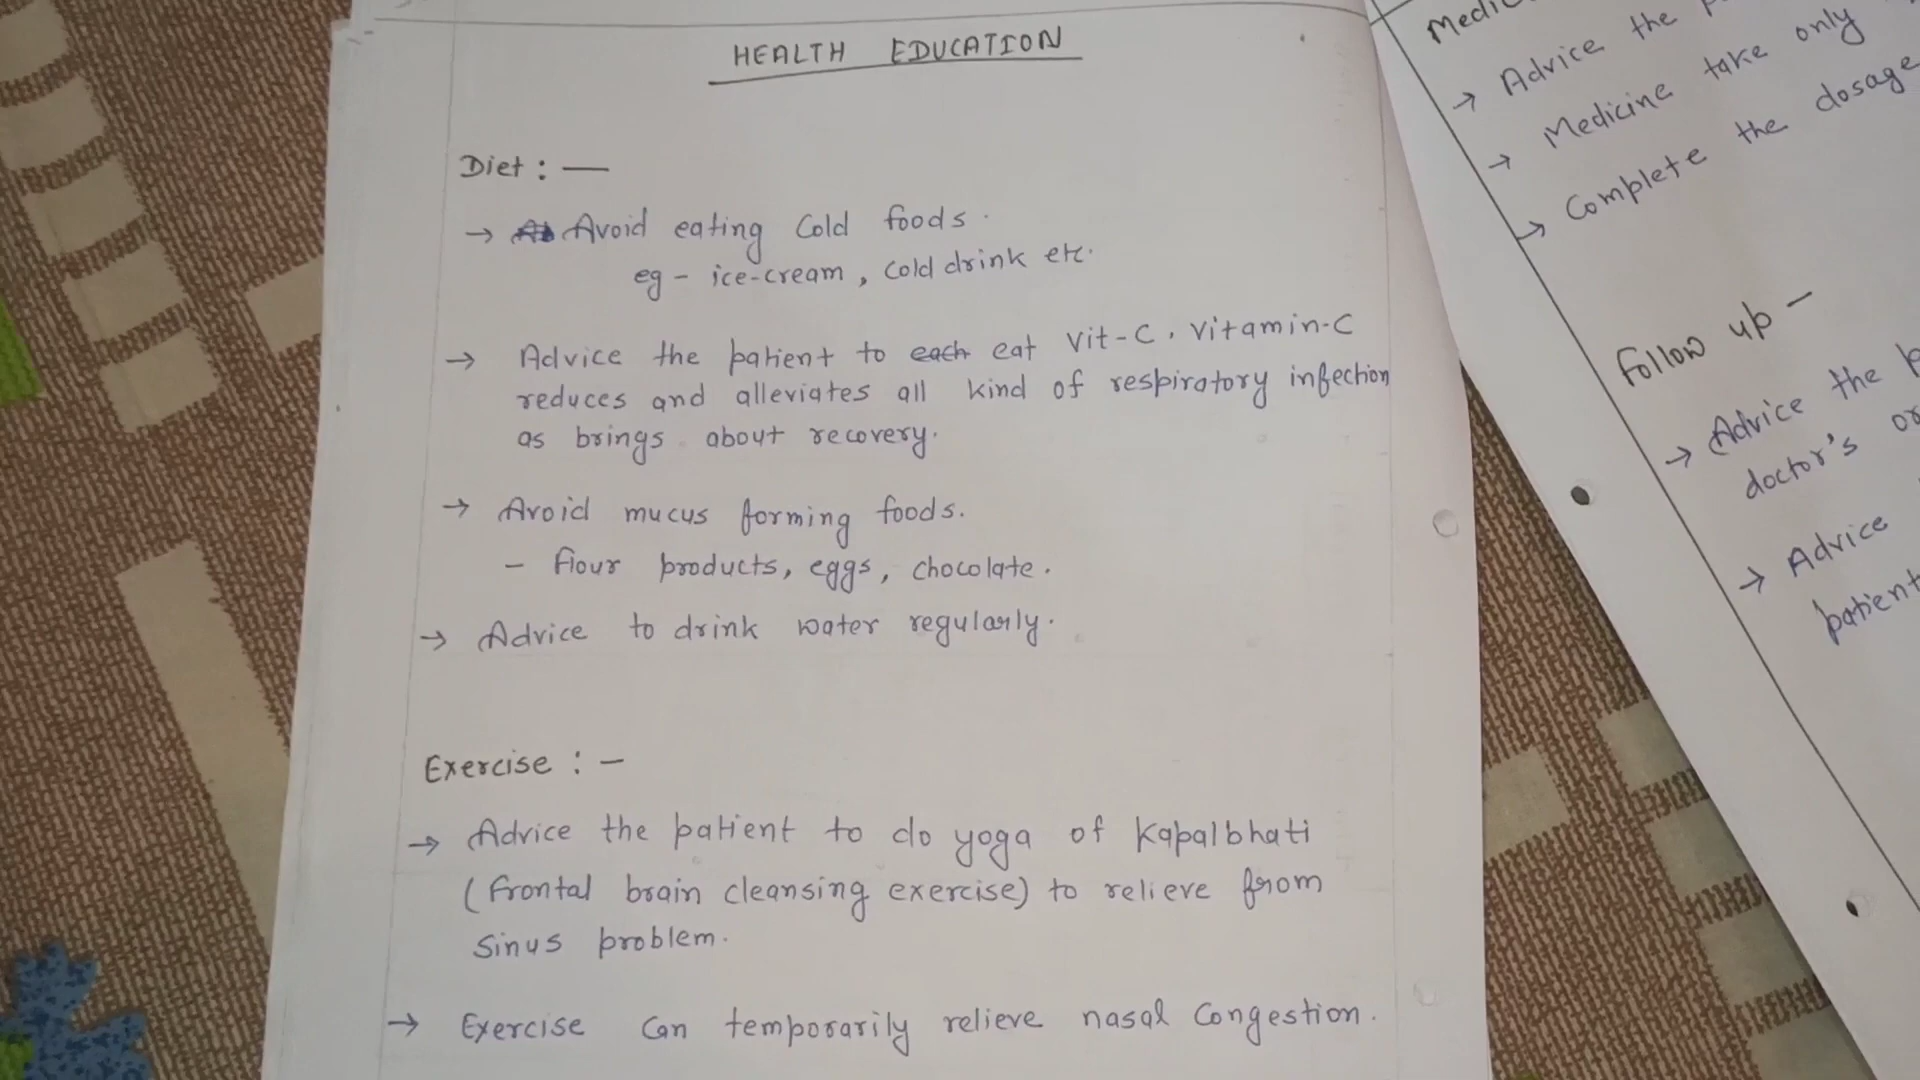 HEALTH EDUCATION
Diet : —
→ Avoid eating Cold foods.
eg - ice-cream, cold drink etc.
→ Advice the patient to each eat Vit-C. Vitamin-C
reduces and alleviates all kind of respiratory infection
as brings about recovery.
→ Avoid mucus forming foods.
- flour products, eggs, chocolate.
→ Advice to drink water regularly.
Exercise : -
→ Advice the patient to do yoga of Kapalbhati
(frontal brain cleansing exercise) to relieve from
sinus problem.
→ Exercise can temporarily relieve nasal congestion.
→ Advice the
→ Medicine take only
→ Complete the dosage
Follow up -
→ Advice the
doctor's
→ Advice
patient